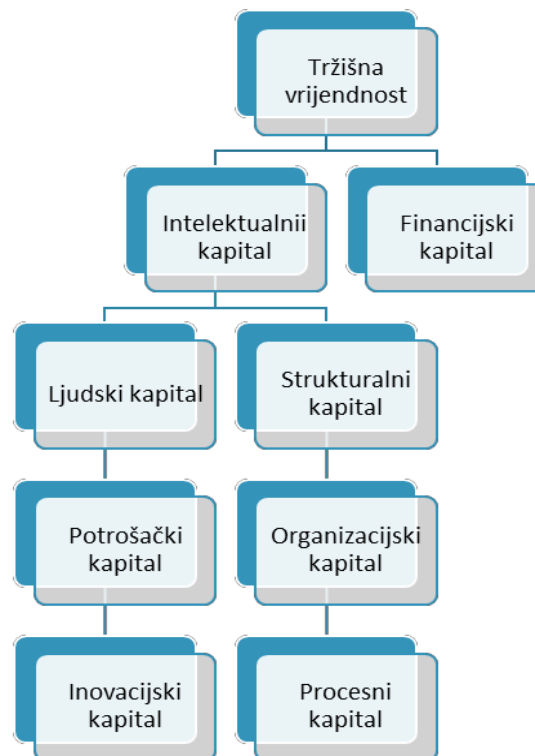 Tržišna
vrijendnost
Intelektualnii
kapital
Financijski
kapital
Ljudski kapital
Strukturalni
kapital
Potrošački
kapital
Organizacijski
kapital
Inovacijski
kapital
Procesni
kapital